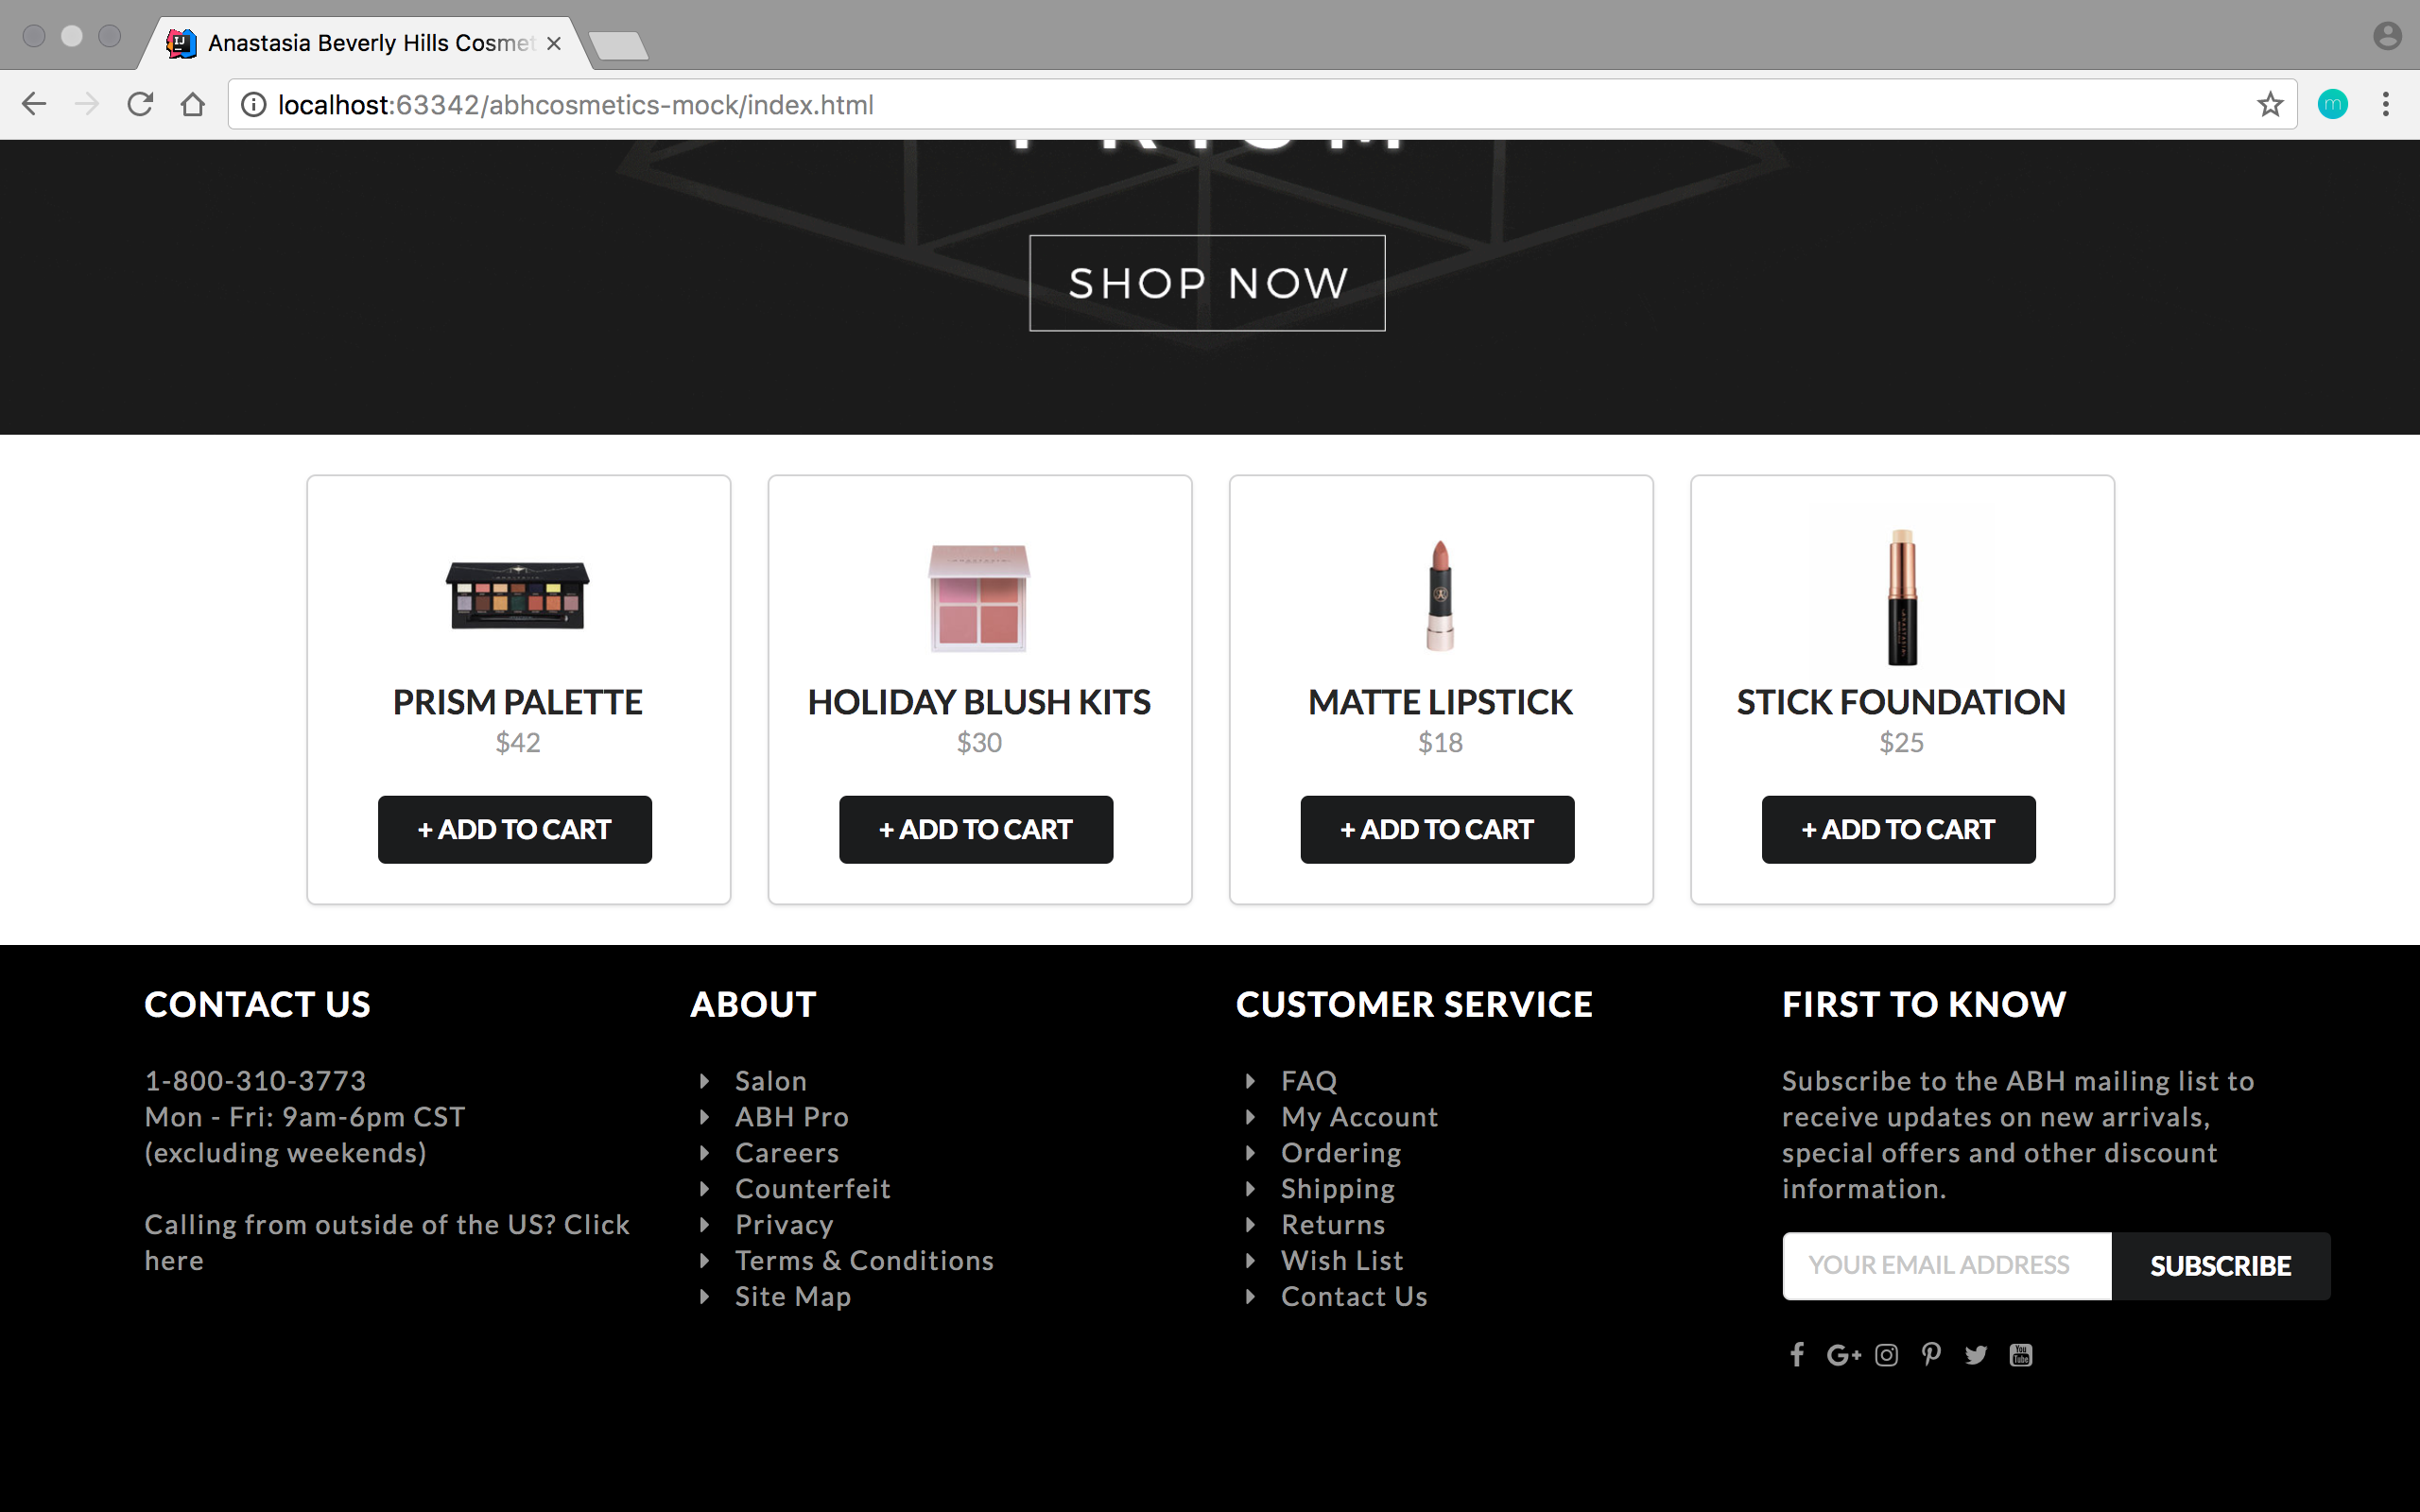 Anastasia Beverly Hills Cosmet
localhost:63342/abhcosmetics-mock/index.html
PRISM
SHOP NOW
PRISM PALETTE
$42
+ ADD TO CART
HOLIDAY BLUSH KITS
$30
+ ADD TO CART
MATTE LIPSTICK
$18
+ ADD TO CART
STICK FOUNDATION
$25
+ ADD TO CART
CONTACT US
1-800-310-3773
Mon - Fri: 9am-6pm CST
(excluding weekends)
Calling from outside of the US? Click
here
ABOUT
Salon
ABH Pro
Careers
Counterfeit
Privacy
Terms & Conditions
Site Map
CUSTOMER SERVICE
FAQ
My Account
Ordering
Shipping
Returns
Wish List
Contact Us
FIRST TO KNOW
Subscribe to the ABH mailing list to
receive updates on new arrivals,
special offers and other discount
information.
YOUR EMAIL ADDRESS
SUBSCRIBE